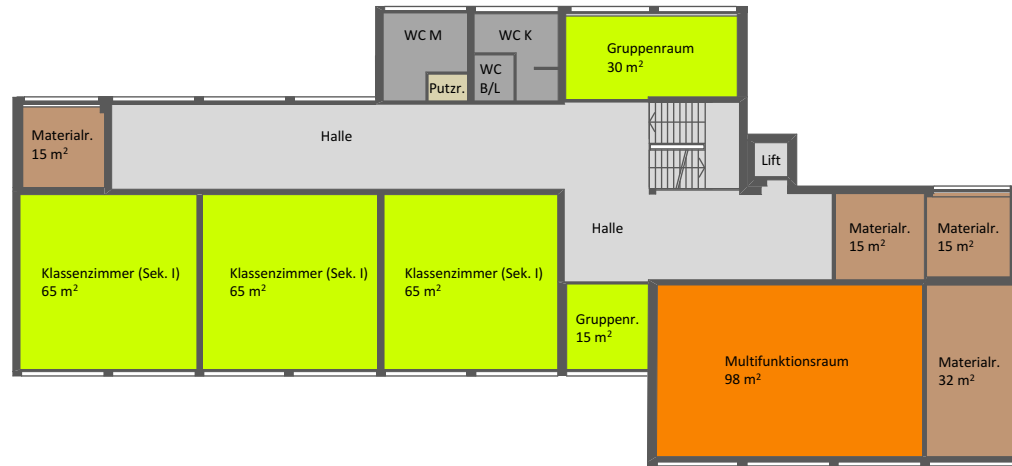 WC M
WC K
Gruppenraum
30 m²
WC
B/L
Putzr.
Materialr.
15 m²
Halle
Lift
Halle
Materialr.
15 m²
Materialr.
15 m²
Klassenzimmer (Sek. I)
65 m²
Klassenzimmer (Sek. I)
65 m²
Klassenzimmer (Sek. I)
65 m²
Gruppenr.
15 m²
Multifunktionsraum
98 m²
Materialr.
32 m²